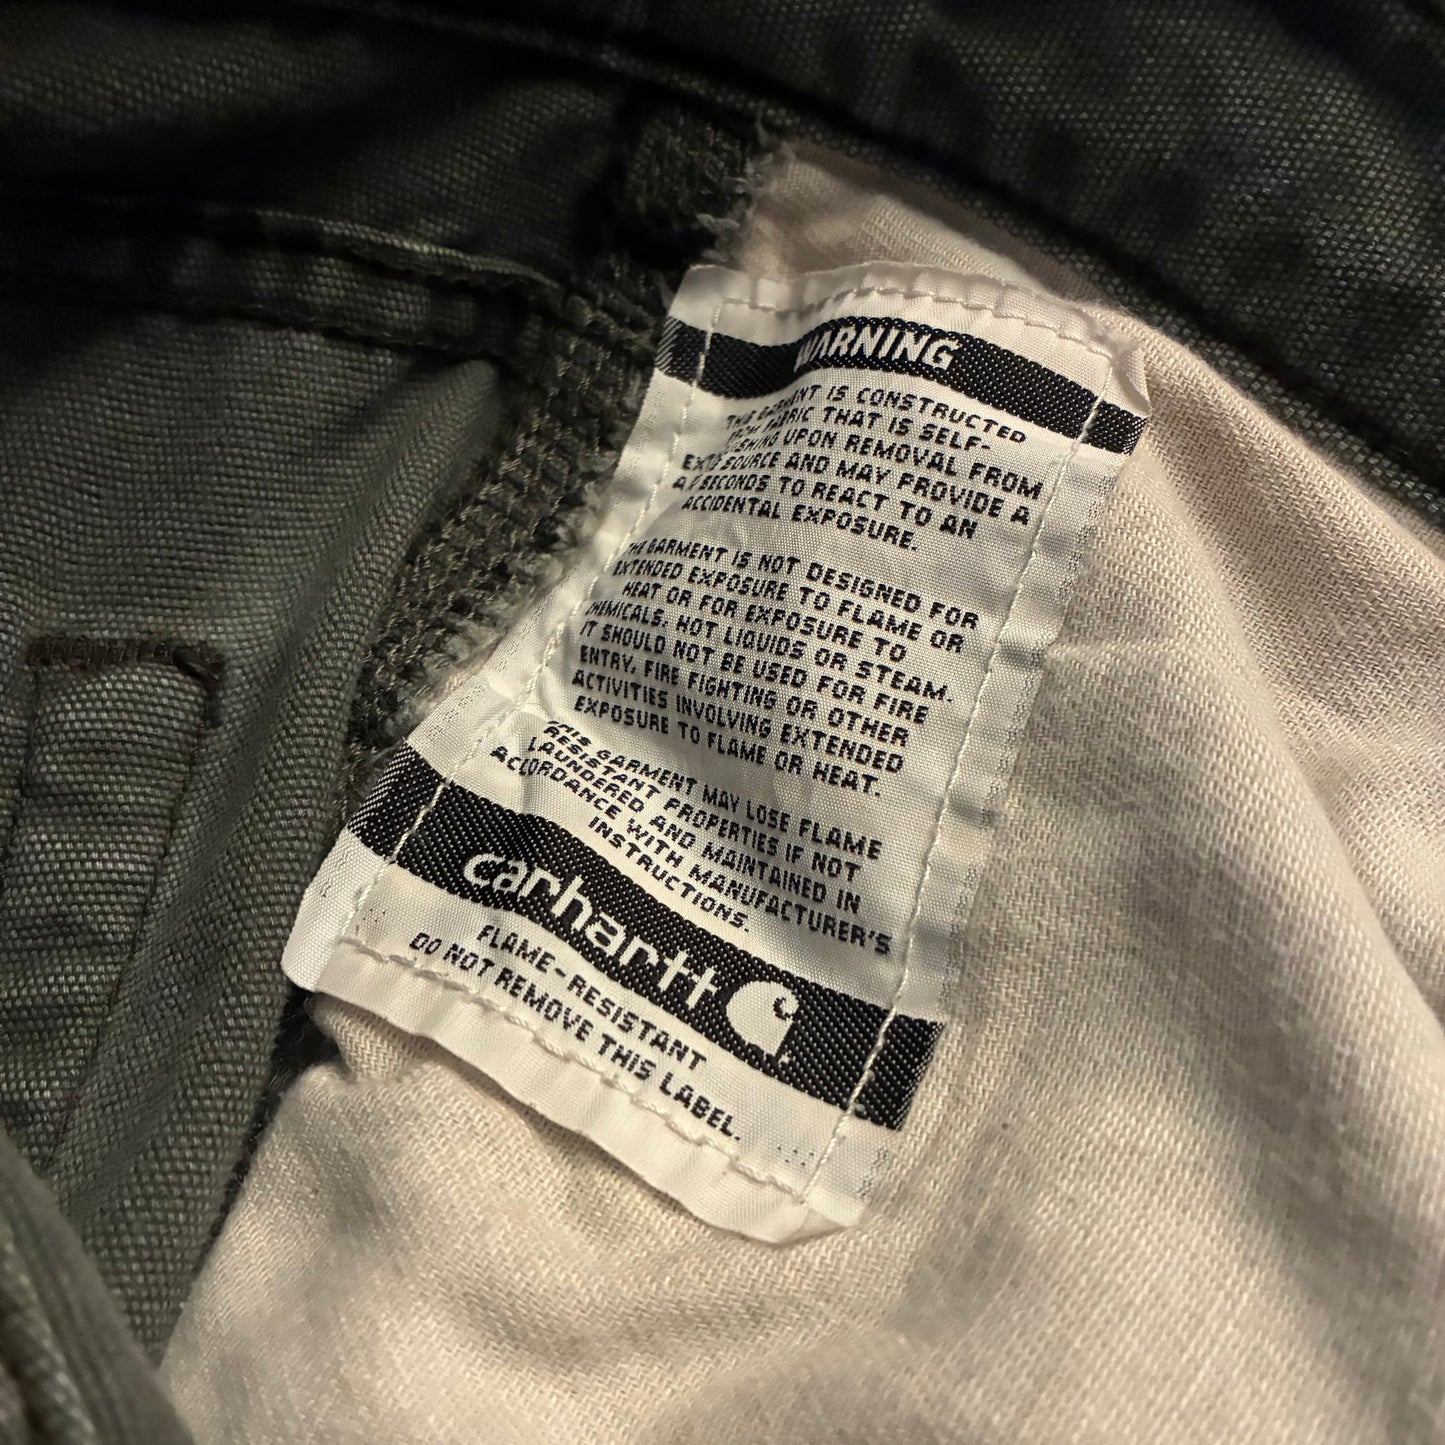 WARNING
THIS GARMENT IS CONSTRUCTED
FROM FABRIC THAT IS SELF-
UPON REMOVAL FROM
SOURCE AND MAY PROVIDE A
SECONDS TO REACT TO AN
ACCIDENTAL EXPOSURE.
THE GARMENT IS NOT DESIGNED FOR
EXTENDED EXPOSURE TO FLAME OR
HEAT OR FOR EXPOSURE TO
CHEMICALS, HOT LIQUIDS OR STEAM.
IT SHOULD NOT BE USED FOR FIRE
ENTRY, FIRE FIGHTING OR OTHER
ACTIVITIES INVOLVING EXTENDED
EXPOSURE TO FLAME OR HEAT.
THIS GARMENT MAY LOSE FLAME
RESISTANT PROPERTIES IF NOT
LAUNDERED AND MAINTAINED IN
ACCORDANCE WITH MANUFACTURER'S
INSTRUCTIONS.
carhartt
FLAME-RESISTANT
DO NOT REMOVE THIS LABEL.